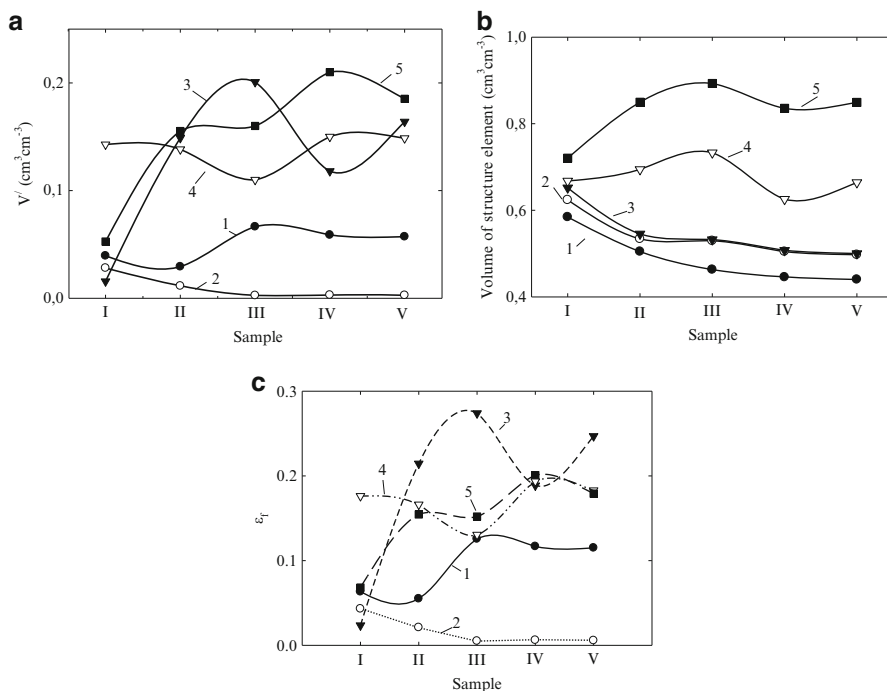 a
V/ (cm3cm-3)
0,2
0,1
0,0
3
5
4
1
2
I II III IV V
Sample
b
Volume of structure element (cm3cm-3)
1,0
0,8
0,6
0,4
5
4
2
3
1
I II III IV V
Sample
c
εf
0.3
0.2
0.1
0.0
3
4
5
1
2
I II III IV V
Sample